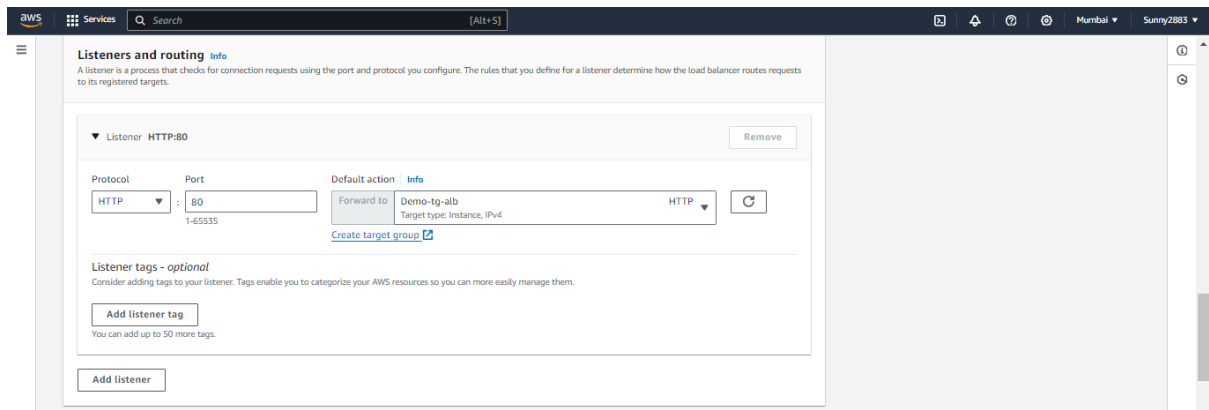 aws Services Search [Alt+S] Mumbai Sunny2883
Listeners and routing Info
A listener is a process that checks for connection requests using the port and protocol you configure. The rules that you define for a listener determine how the load balancer routes requests
to its registered targets.
Listener HTTP:80 Remove
Protocol Port Default action Info
HTTP : 80 Forward to Demo-tg-alb HTTP
Target type: Instance, IPv4
1-65535
Create target group
Listener tags - optional
Consider adding tags to your listener. Tags enable you to categorize your AWS resources so you can more easily manage them.
Add listener tag
You can add up to 50 more tags.
Add listener